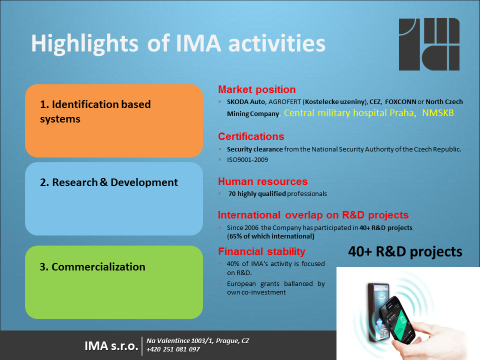 Highlights of IMA activities
ima
1. Identification based
systems
2. Research & Development
3. Commercialization
Market position
SKODA Auto, AGROFERT (Kostelecke uzeniny), CEZ, FOXCONN or North Czech
Mining Company, Central military hospital Praha, NMSKB
Certifications
Security clearance from the National Security Authority of the Czech Republic.
ISO9001-2009
Human resources
70 highly qualified professionals
International overlap on R&D projects
Since 2006 the Company has participated in 40+ R&D projects
(65% of which international)
Financial stability
40% of IMA's activity is focused
on R&D.
European grants ballanced by
own co-investment
40+ R&D projects
IMA s.r.o.
Na Valentince 1003/1, Prague, CZ
+420 251 081 097